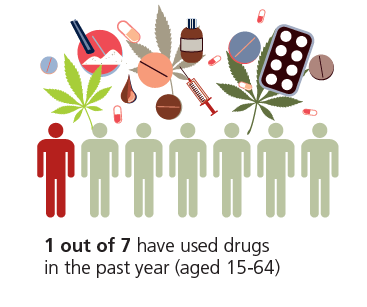 1 out of 7 have used drugs
in the past year (aged 15-64)